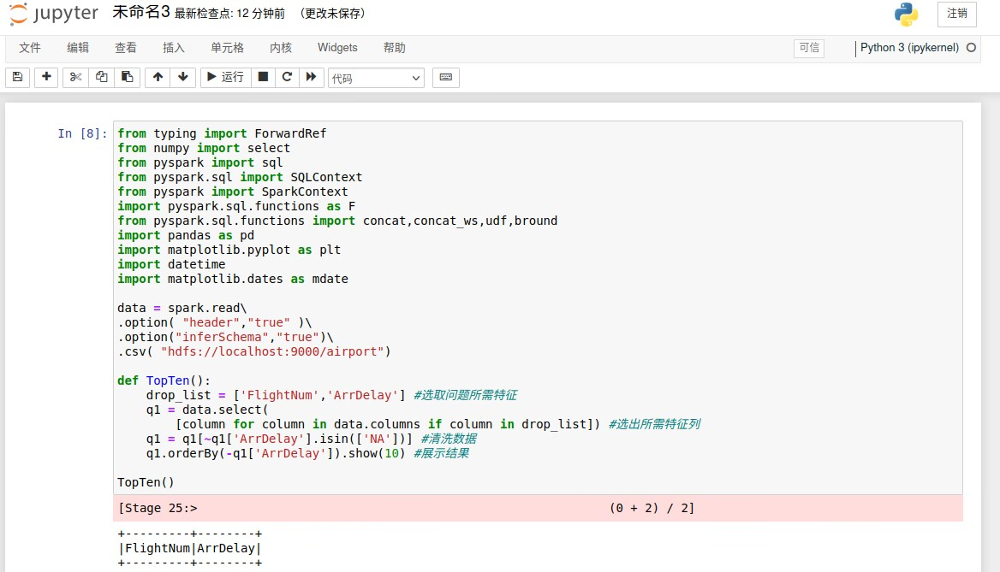 jupyter 未命名3 最新检查点: 12 分钟前 （更改未保存） 注销
文件 编辑 查看 插入 单元格 内核 Widgets 帮助 可信 Python 3 (ipykernel)
运行 代码
In [8]:
from typing import ForwardRef
from numpy import select
from pyspark import sql
from pyspark.sql import SQLContext
from pyspark import SparkContext
import pyspark.sql.functions as F
from pyspark.sql.functions import concat,concat_ws,udf,bround
import pandas as pd
import matplotlib.pyplot as plt
import datetime
import matplotlib.dates as mdate
data = spark.read\
.option( "header","true" )\
.option("inferSchema","true")\
.csv( "hdfs://localhost:9000/airport")
def TopTen():
    drop_list = ['FlightNum','ArrDelay'] #选取问题所需特征
    q1 = data.select(
        [column for column in data.columns if column in drop_list]) #选出所需特征列
    q1 = q1[~q1['ArrDelay'].isin(['NA'])] #清洗数据
    q1.orderBy(-q1['ArrDelay']).show(10) #展示结果
TopTen()
[Stage 25:> (0 + 2) / 2]
+---------+--------+
|FlightNum|ArrDelay|
+---------+--------+